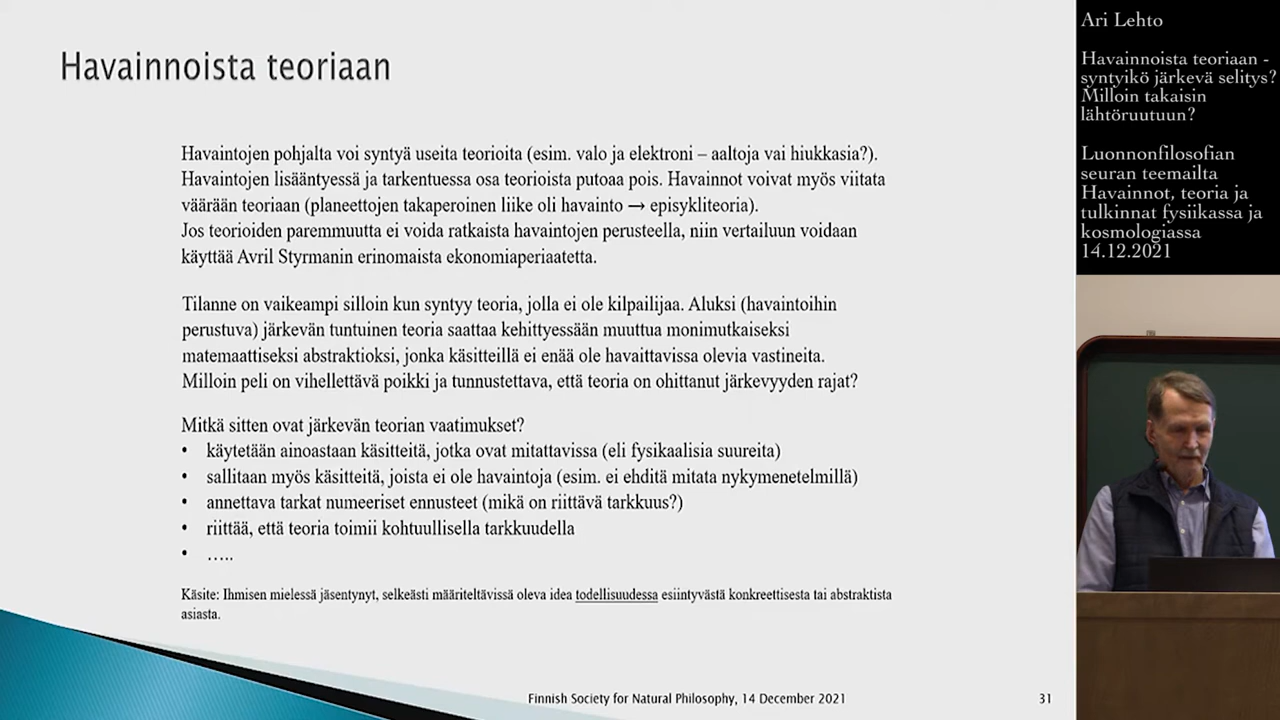 Havainnoista teoriaan
Havaintojen pohjalta voi syntyä useita teorioita (esim. valo ja elektroni – aaltoja vai hiukkasia?).
Havaintojen lisääntyessä ja tarkentuessa osa teorioista putoaa pois. Havainnot voivat myös viitata
väärään teoriaan (planeettojen takaperoinen liike oli havainto → episykliteoria).
Jos teorioiden paremmuutta ei voida ratkaista havaintojen perusteella, niin vertailuun voidaan
käyttää Avril Styrmanin erinomaista ekonomiaperiaatetta.
Tilanne on vaikeampi silloin kun syntyy teoria, jolla ei ole kilpailijaa. Aluksi (havaintoihin
perustuva) järkevän tuntuinen teoria saattaa kehittyessään muuttua monimutkaiseksi
matemaattiseksi abstraktioksi, jonka käsitteillä ei enää ole havaittavissa olevia vastineita.
Milloin peli on vihellettävä poikki ja tunnustettava, että teoria on ohittanut järkevyyden rajat?
Mitkä sitten ovat järkevän teorian vaatimukset?
• käytetään ainoastaan käsitteitä, jotka ovat mitattavissa (eli fysikaalisia suureita)
• sallitaan myös käsitteitä, joista ei ole havaintoja (esim. ei ehditä mitata nykymenetelmillä)
• annettava tarkat numeeriset ennusteet (mikä on riittävä tarkkuus?)
• riittää, että teoria toimii kohtuullisella tarkkuudella
• …..
Käsite: Ihmisen mielessä jäsentynyt, selkeästi määriteltävissä oleva idea todellisuudessa esiintyvästä konkreettisesta tai abstraktista
asiasta.
Finnish Society for Natural Philosophy, 14 December 2021
31
Ari Lehto
Havainnoista teoriaan -
syntyikö järkevä selitys?
Milloin takaisin
lähtöruutuun?
Luonnonfilosofian
seuran teemailta
Havainnot, teoria ja
tulkinnat fysiikassa ja
kosmologiassa
14.12.2021